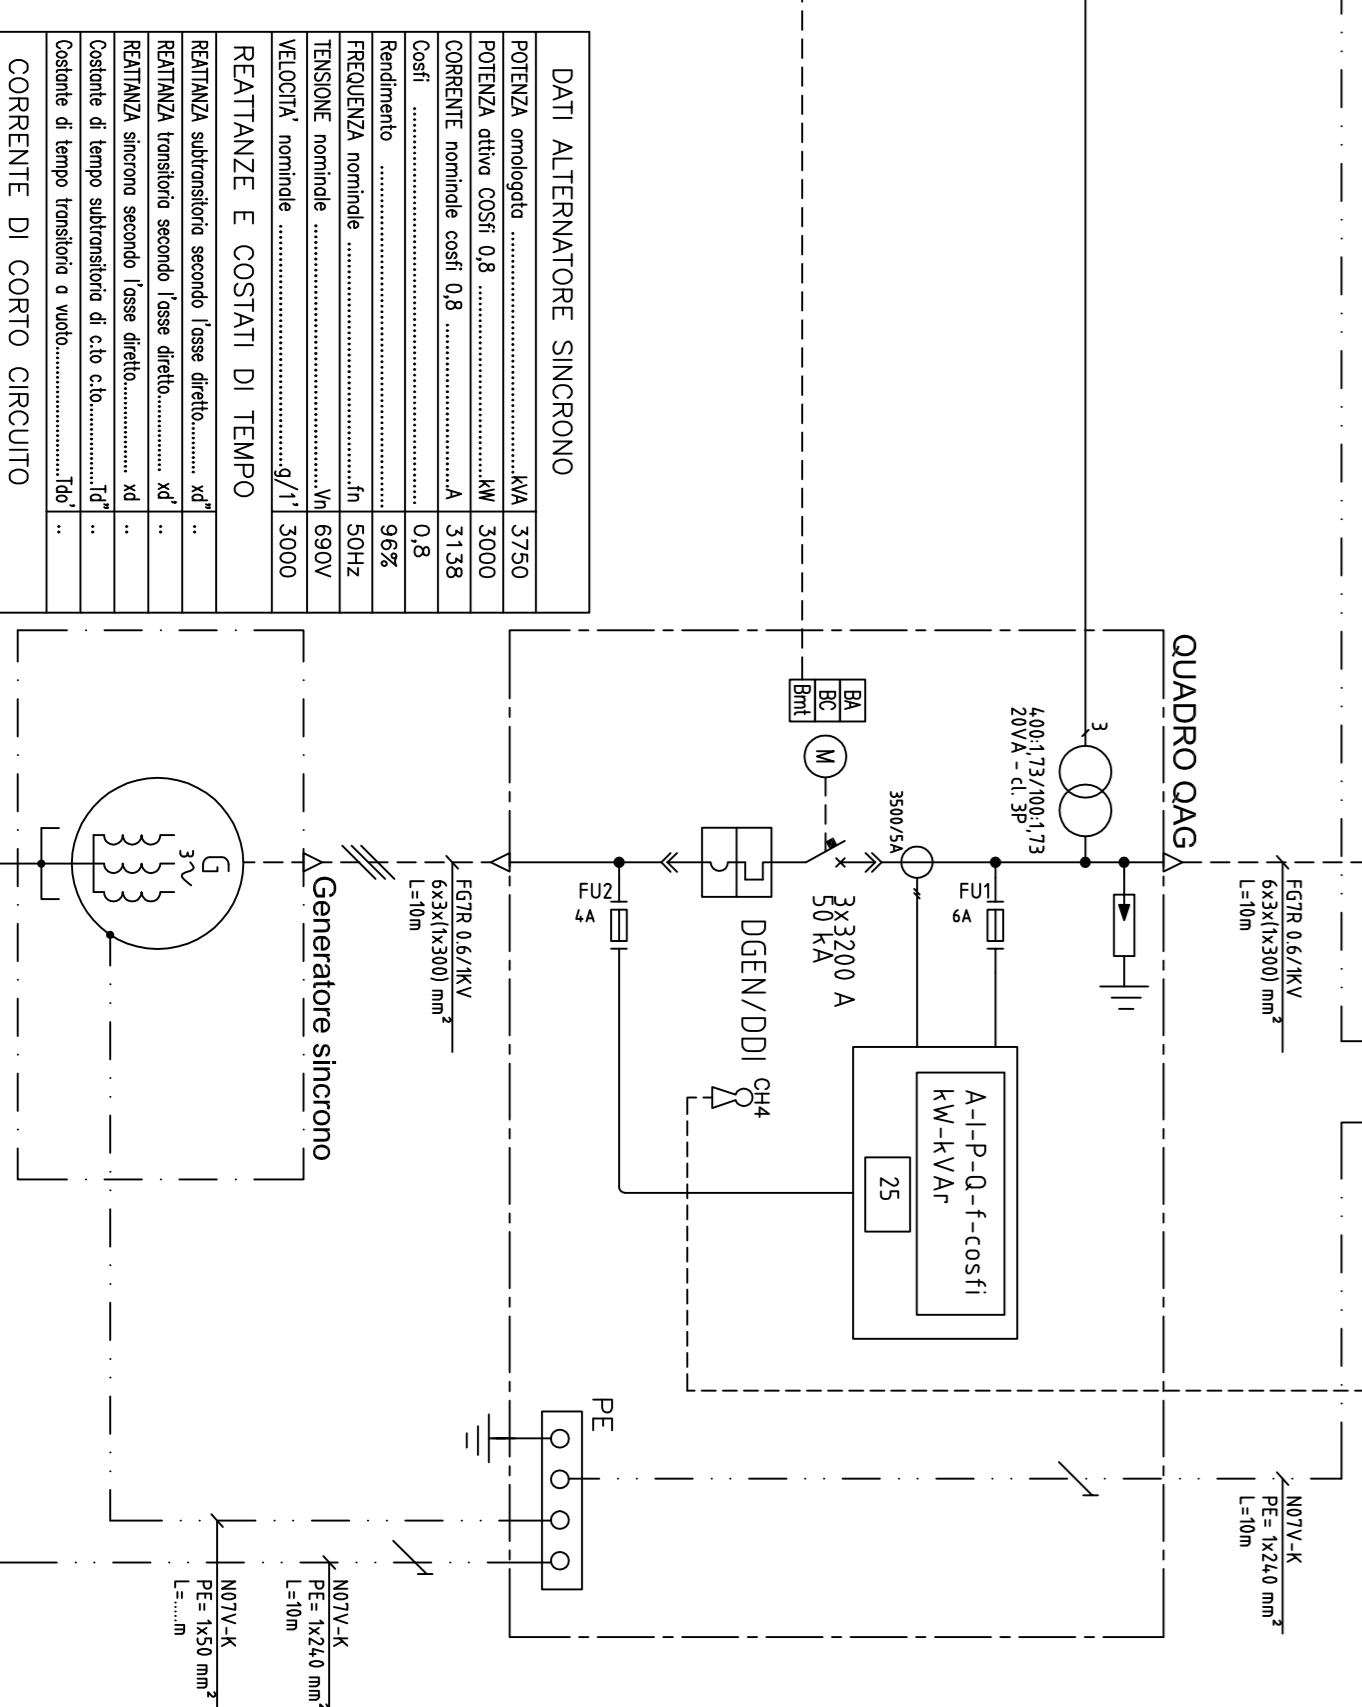 DATI ALTERNATORE SINCRONO
POTENZA omologata ..........................kVA 3750
POTENZA attiva COSfi 0,8 ....................kW 3000
CORRENTE nominale cosfi 0,8 ..................A 3138
Cosfi ........................................................ 0,8
Rendimento ................................................ 96%
FREQUENZA nominale ..........................fn 50Hz
TENSIONE nominale .............................Vn 690V
VELOCITA' nominale .........................g/1' 3000
REATTANZE E COSTATI DI TEMPO
REATTANZA subtransitoria secondo l'asse diretto......... xd" ..
REATTANZA transitoria secondo l'asse diretto............. xd' ..
REATTANZA sincrona secondo l'asse diretto............... xd ..
Costante di tempo subtransitoria di c.to c.to............Td" ..
Costante di tempo transitoria a vuoto......................Tdo' ..
CORRENTE DI CORTO CIRCUITO
QUADRO QAG
3
400:1,73/100:1,73
20VA - cl. 3P
BA
BC
Bmt
M
3500/5A
3x3200 A
50 kA
DGEN/DDI
CH4
FU1
6A
FU2
4A
A-I-P-Q-f-cosfi
kW-kVAr
25
FG7R 0.6/1KV
6x3x(1x300) mm²
L=10m
FG7R 0.6/1KV
6x3x(1x300) mm²
L=10m
Generatore sincrono
G
3~
PE
N07V-K
PE= 1x240 mm²
L=10m
N07V-K
PE= 1x240 mm²
L=10m
N07V-K
PE= 1x50 mm²
L=.....m